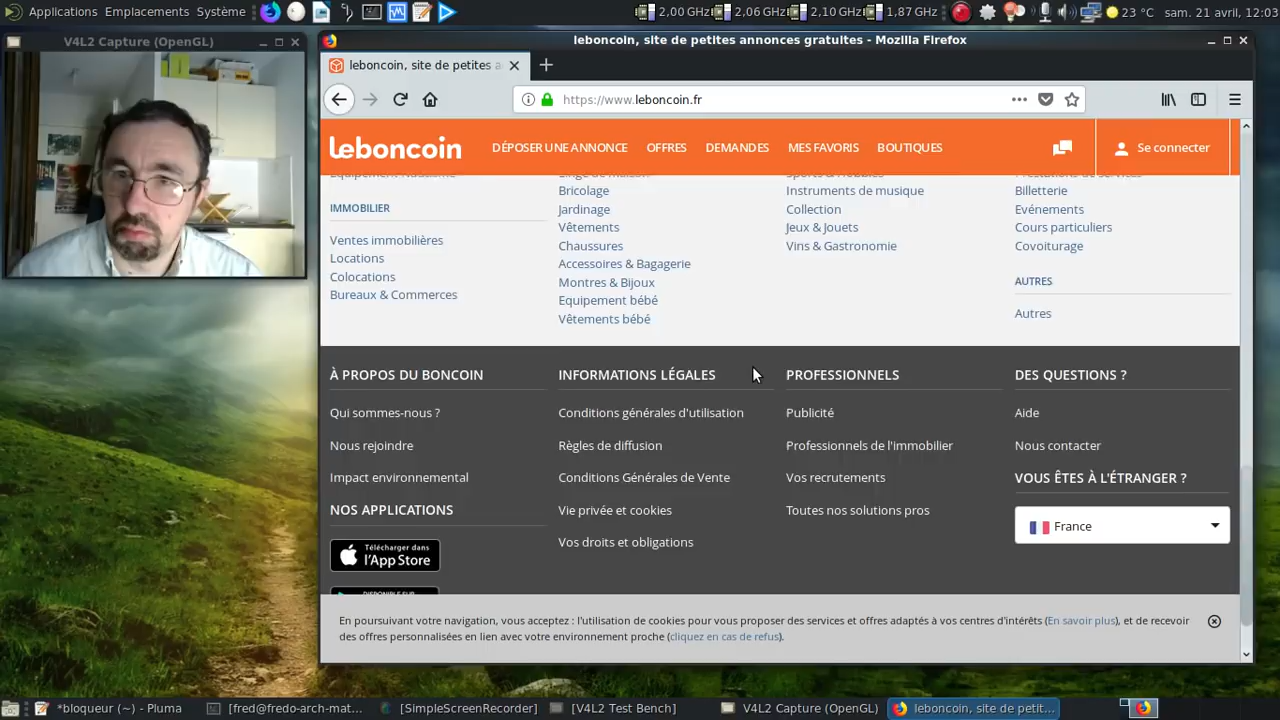 Applications Emplacements Système
2,00 GHz 2,06 GHz 2,10 GHz 1,87 GHz 23 °C sam. 21 avril, 12:03
V4L2 Capture (OpenGL)
leboncoin, site de petites annonces gratuites - Mozilla Firefox
leboncoin, site de petites a
https://www.leboncoin.fr
leboncoin DÉPOSER UNE ANNONCE OFFRES DEMANDES MES FAVORIS BOUTIQUES Se connecter
IMMOBILIER
Ventes immobilières
Locations
Colocations
Bureaux & Commerces
Linge de maison
Bricolage
Jardinage
Vêtements
Chaussures
Accessoires & Bagagerie
Montres & Bijoux
Equipement bébé
Vêtements bébé
Sports & Hobbies
Instruments de musique
Collection
Jeux & Jouets
Vins & Gastronomie
Prestations de services
Billetterie
Evénements
Cours particuliers
Covoiturage
AUTRES
Autres
À PROPOS DU BONCOIN
Qui sommes-nous ?
Nous rejoindre
Impact environnemental
NOS APPLICATIONS
Télécharger dans
l'App Store
DISPONIBLE SUR
INFORMATIONS LÉGALES
Conditions générales d'utilisation
Règles de diffusion
Conditions Générales de Vente
Vie privée et cookies
Vos droits et obligations
PROFESSIONNELS
Publicité
Professionnels de l'immobilier
Vos recrutements
Toutes nos solutions pros
DES QUESTIONS ?
Aide
Nous contacter
VOUS ÊTES À L'ÉTRANGER ?
France
En poursuivant votre navigation, vous acceptez : l'utilisation de cookies pour vous proposer des services et offres adaptés à vos centres d'intérêts (En savoir plus), et de recevoir
des offres personnalisées en lien avec votre environnement proche (cliquez en cas de refus).
*bloqueur (~) - Pluma [fred@fredo-arch-mat... [SimpleScreenRecorder] [V4L2 Test Bench] V4L2 Capture (OpenGL) leboncoin, site de petit...